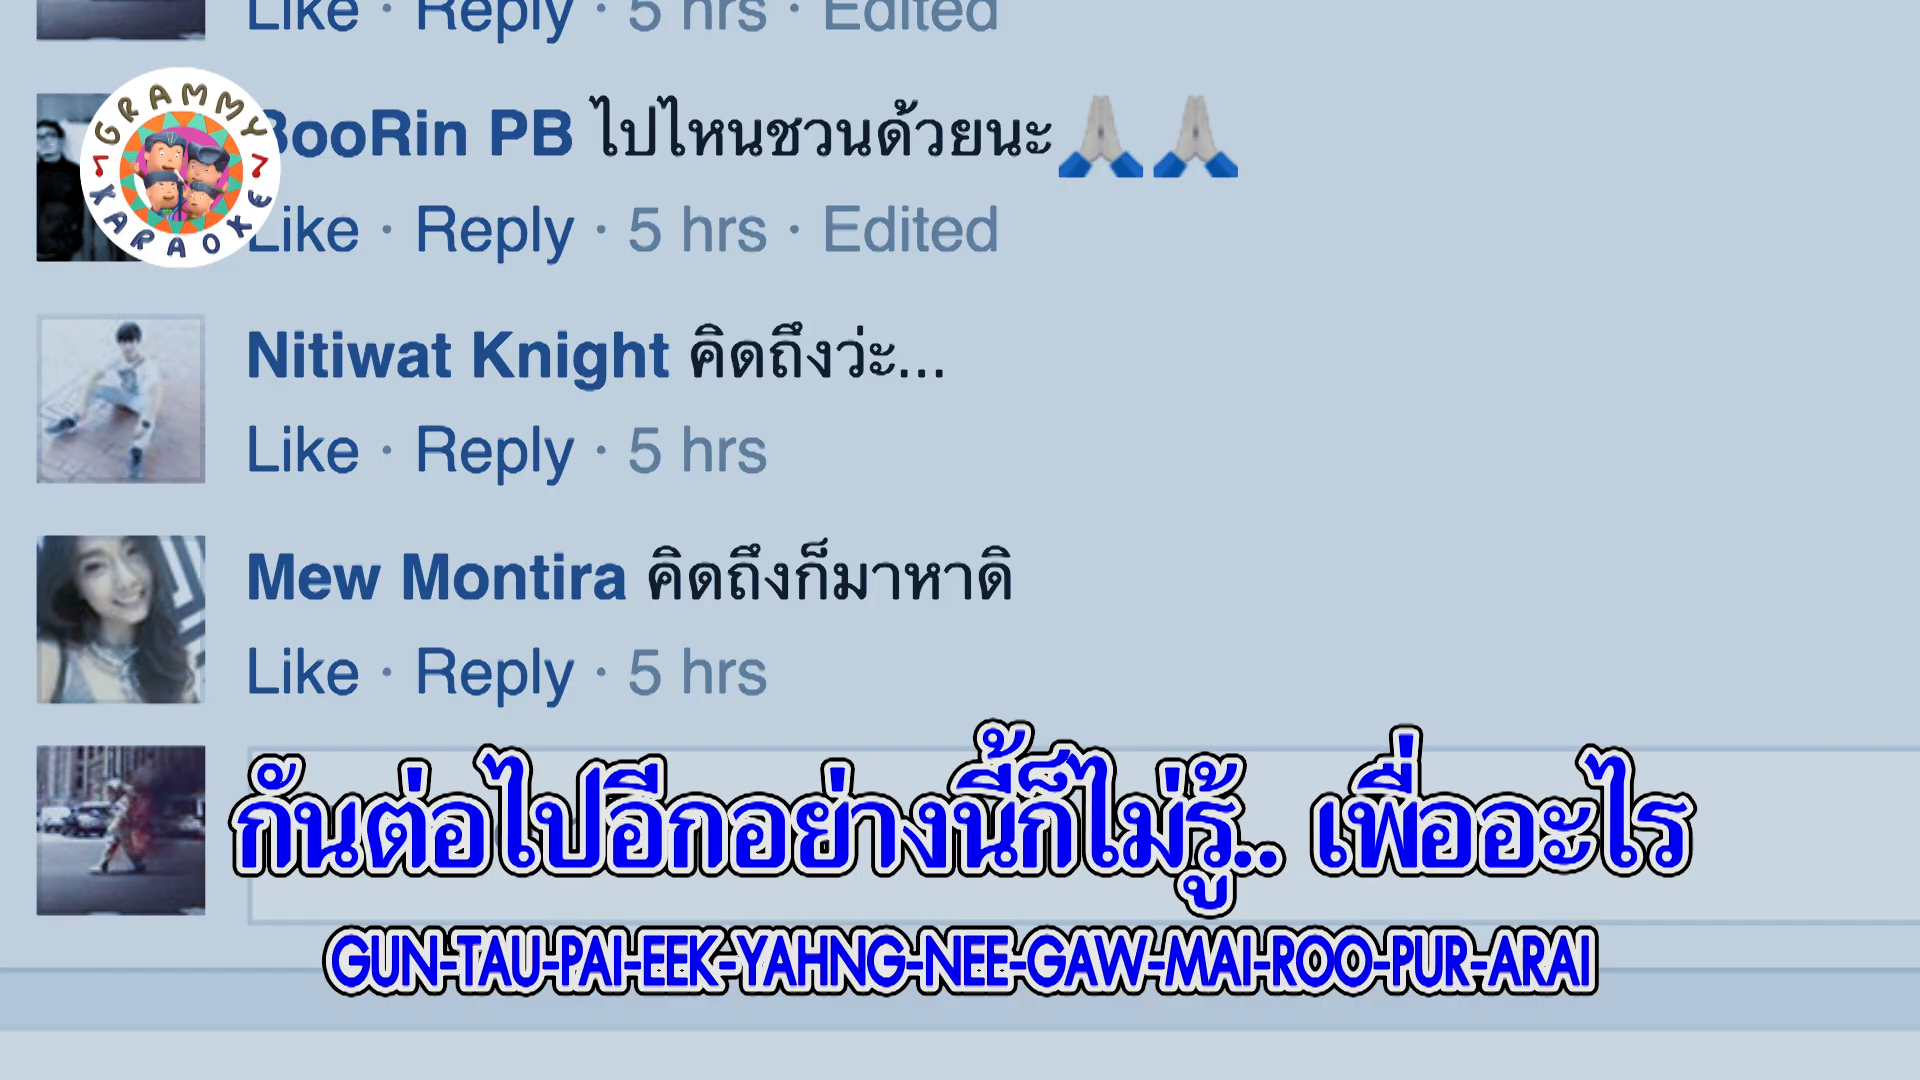 Like · Reply · 5 hrs · Edited
GRAMMY KARAOKE
BooRin PB ไปไหนชวนด้วยนะ🙏🙏
Like · Reply · 5 hrs · Edited
Nitiwat Knight คิดถึงว่ะ...
Like · Reply · 5 hrs
Mew Montira คิดถึงก็มาหาดิ
Like · Reply · 5 hrs
กันต่อไปอีกอย่างนี้ก็ไม่รู้.. เพื่ออะไร
GUN-TAU-PAI-EEK-YAHNG-NEE-GAW-MAI-ROO-PUR-ARAI